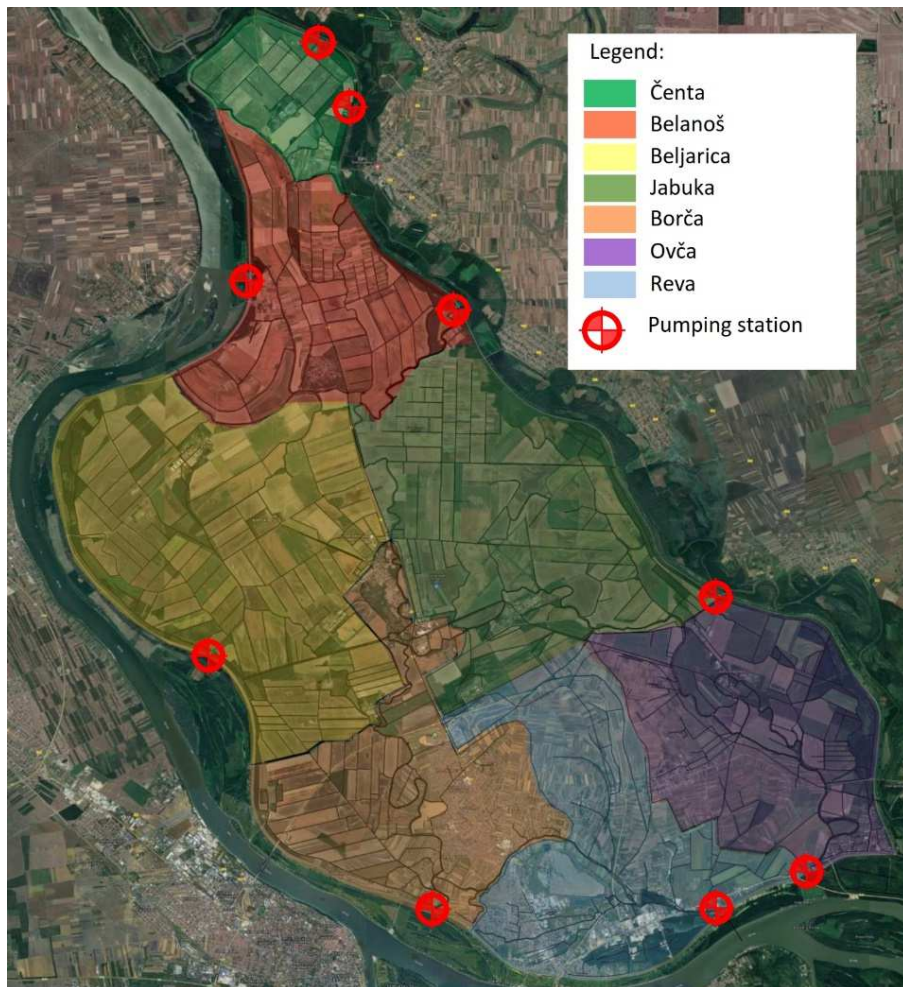 Legend:
Čenta
Belanoš
Beljarica
Jabuka
Borča
Ovča
Reva
Pumping station